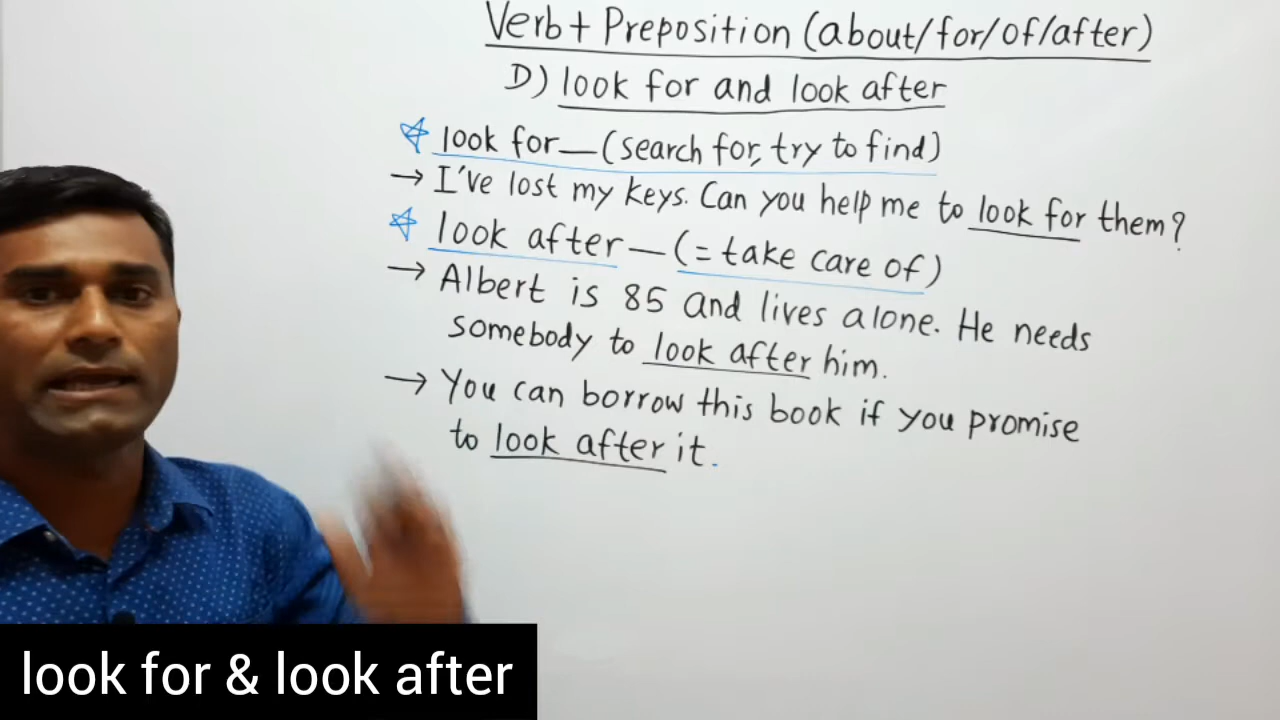 Verb+ Preposition (about/for/of/after)
D) look for and look after
☆ look for—(search for, try to find)
→ I've lost my keys. Can you help me to look for them?
☆ look after—(= take care of)
→ Albert is 85 and lives alone. He needs
somebody to look after him.
→ You can borrow this book if you promise
to look after it.
look for & look after